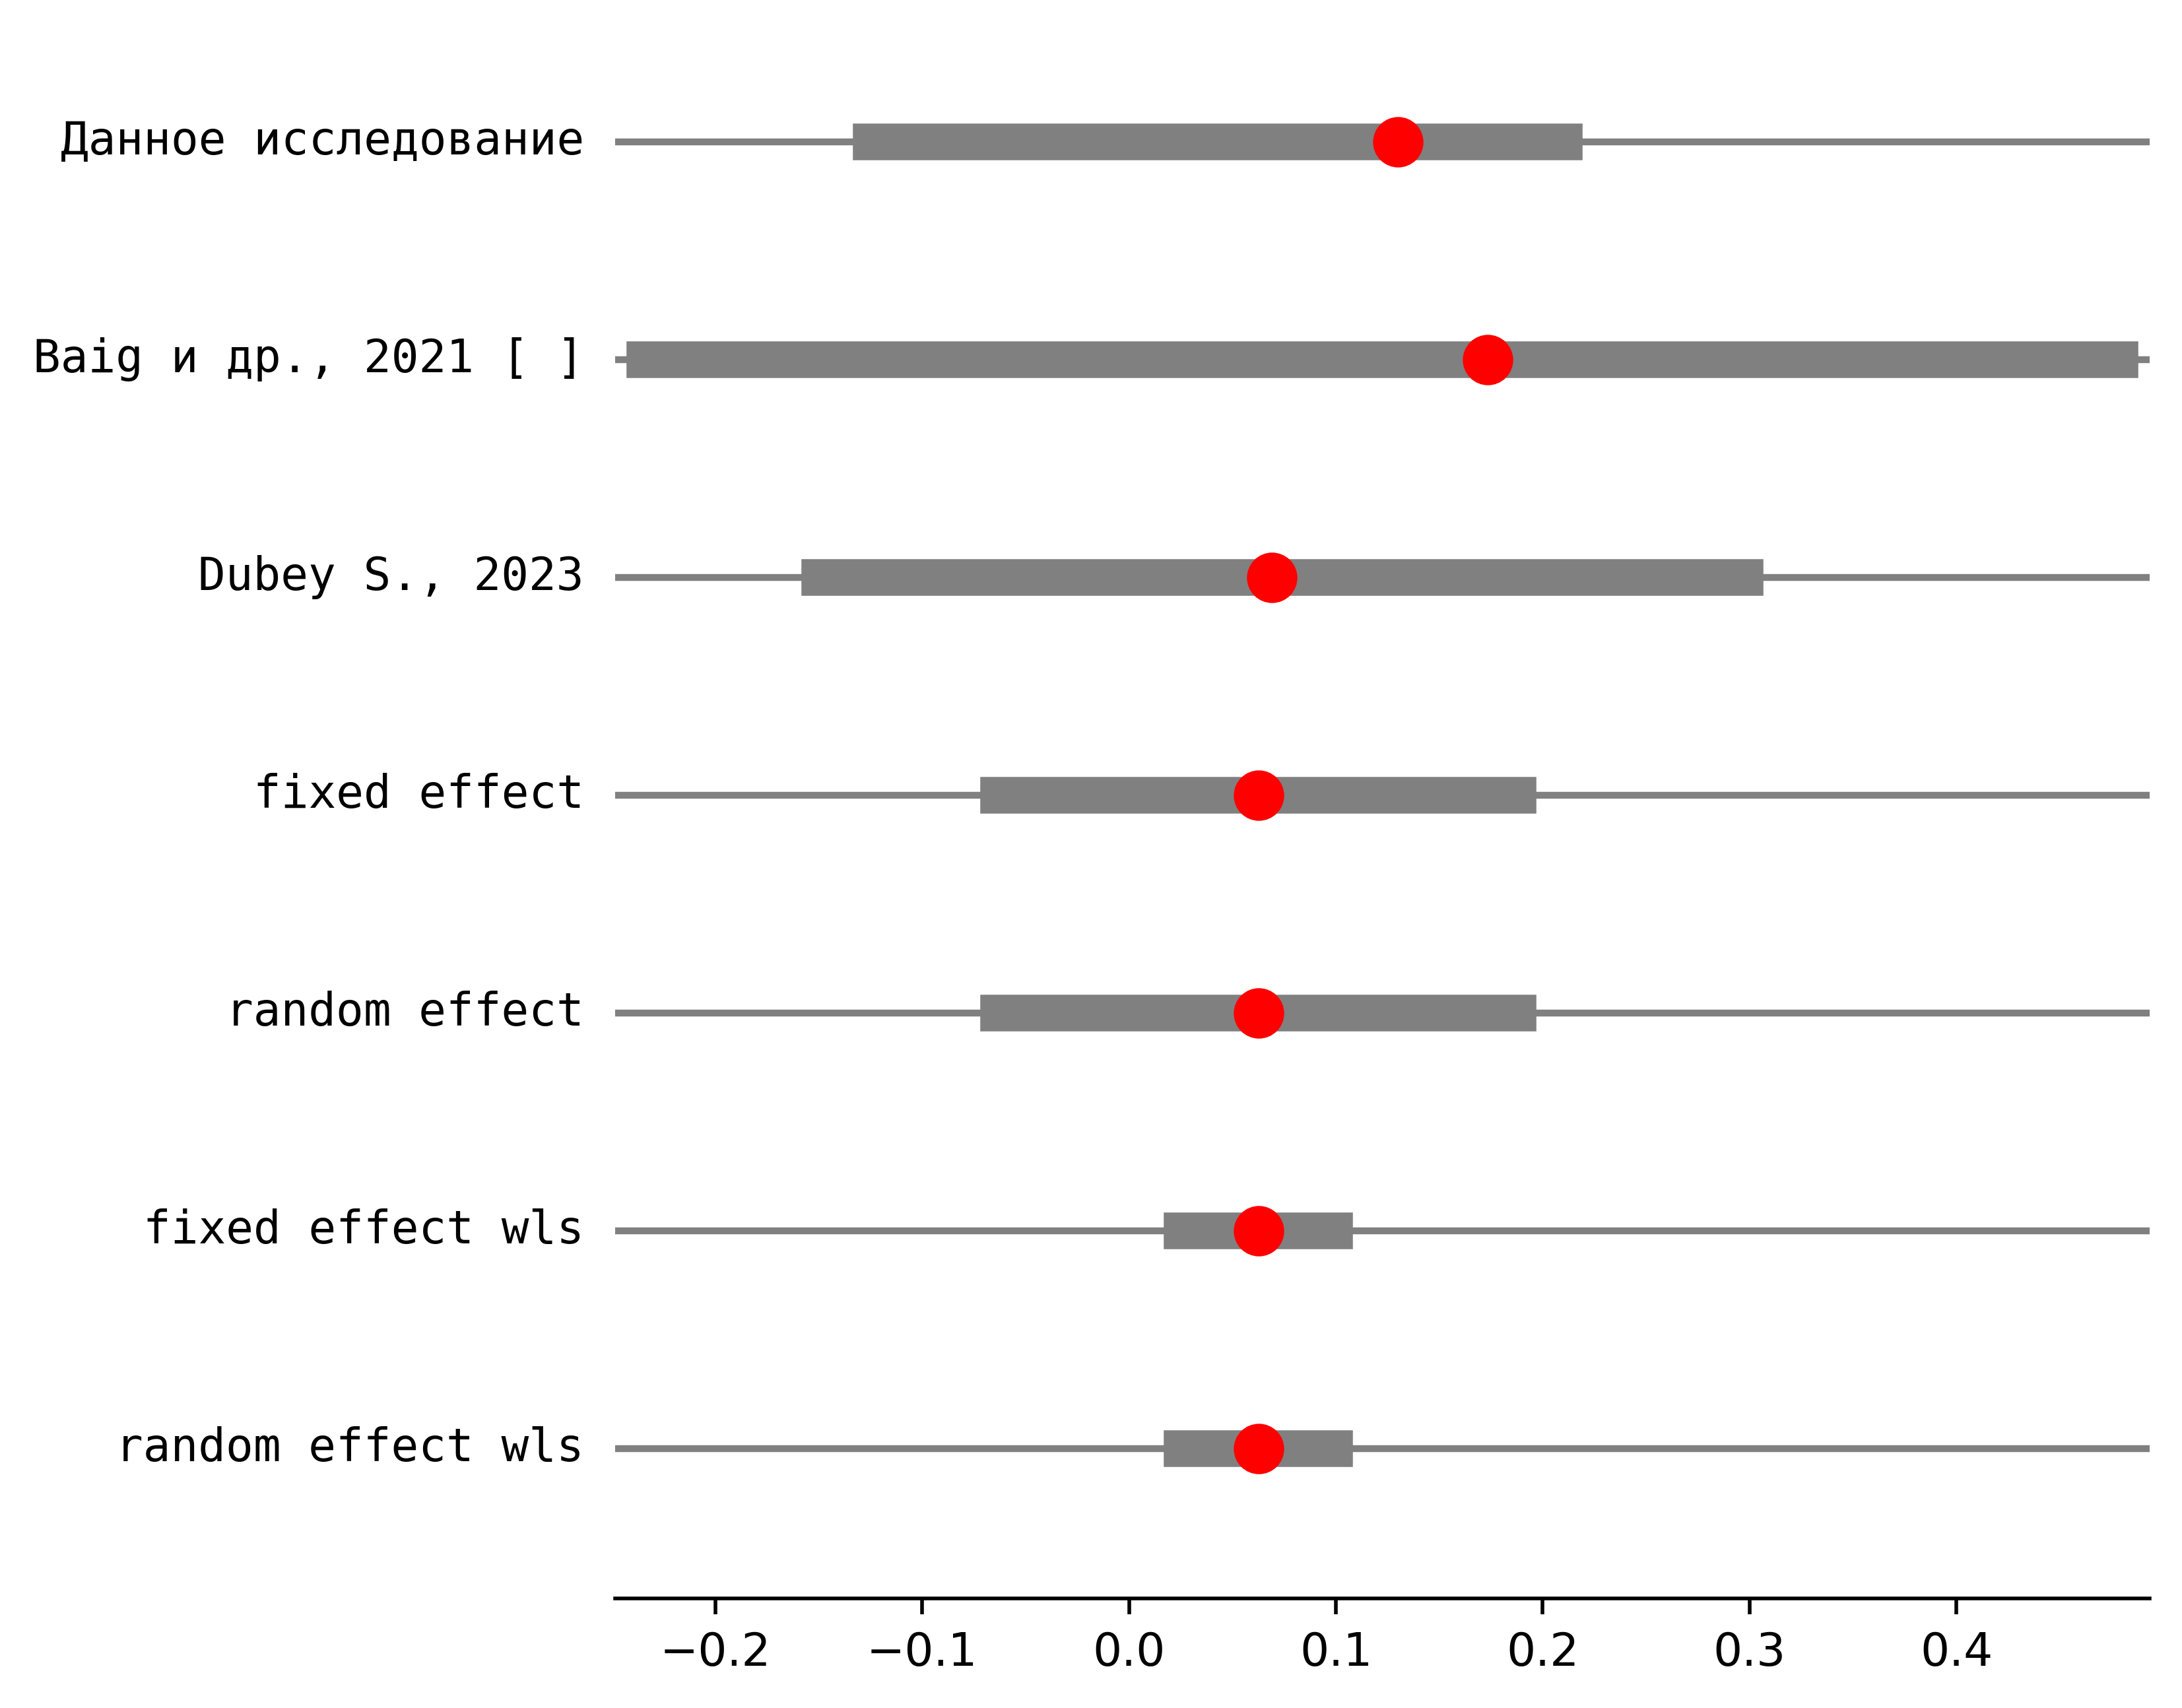 Данное исследование
Baig и др., 2021 [ ]
Dubey S., 2023
fixed effect
random effect
fixed effect wls
random effect wls
−0.2 −0.1 0.0 0.1 0.2 0.3 0.4